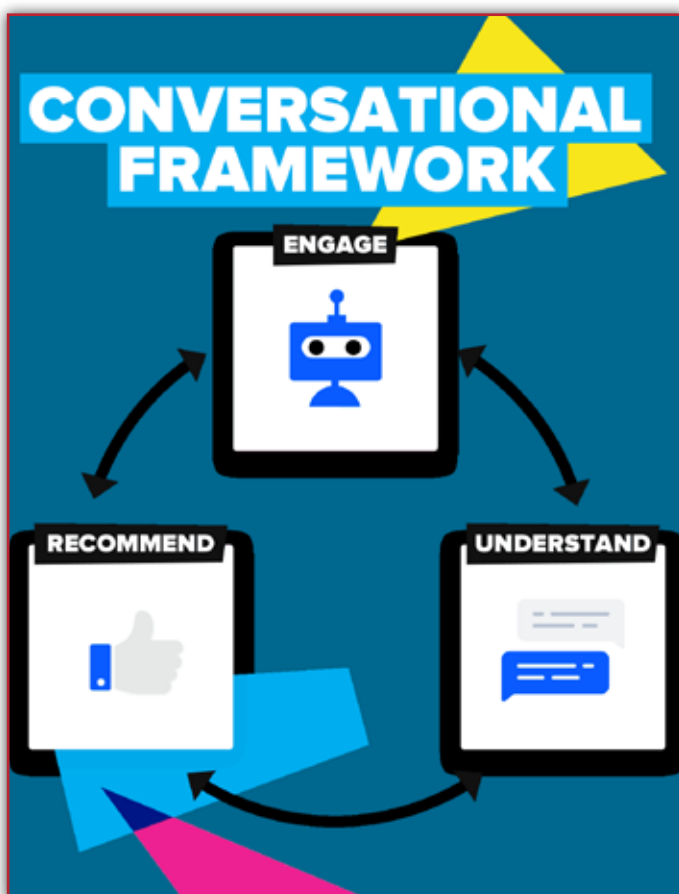 CONVERSATIONAL
FRAMEWORK
ENGAGE
RECOMMEND
UNDERSTAND